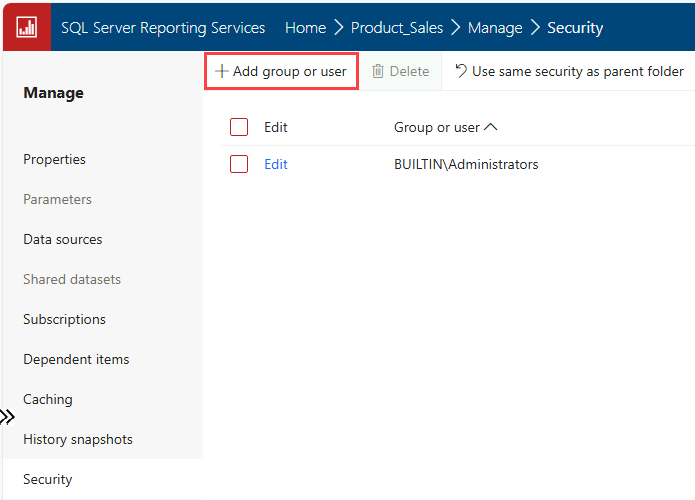 SQL Server Reporting Services Home Product_Sales Manage Security
Manage
Add group or user Delete Use same security as parent folder
Edit Group or user
Edit BUILTIN\Administrators
Properties
Parameters
Data sources
Shared datasets
Subscriptions
Dependent items
Caching
History snapshots
Security